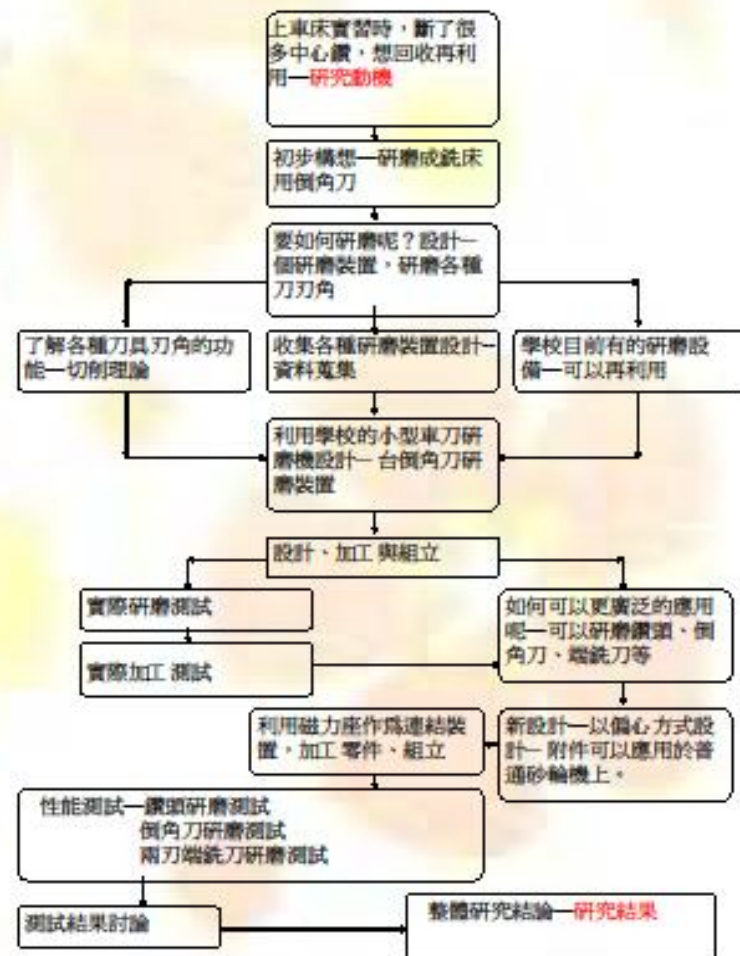 上車床實習時，斷了很
多中心鑽，想回收再利
用—研究動機
初步構想—研磨成銑床
用倒角刀
要如何研磨呢？設計一
個研磨裝置，研磨各種
刀刃角
了解各種刀具刃角的功
能—切削理論
收集各種研磨裝置設計—
資料蒐集
學校目前有的研磨設
備—可以再利用
利用學校的小型車刀研
磨機設計一台倒角刀研
磨裝置
設計、加工與組立
實際研磨測試
實際加工測試
如何可以更廣泛的應用
呢—可以研磨鑽頭、倒
角刀、端銑刀等
利用磁力座作爲連結裝
置，加工零件、組立
新設計—以偏心方式設
計一附件可以應用於普
通砂輪機上。
性能測試—鑽頭研磨測試
倒角刀研磨測試
兩刃端銑刀研磨測試
測試結果討論
整體研究結論—研究結果